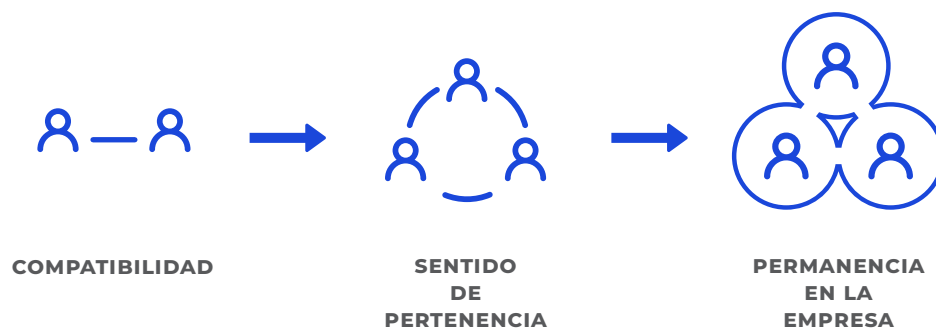 COMPATIBILIDAD
SENTIDO
DE
PERTENENCIA
PERMANENCIA
EN LA
EMPRESA